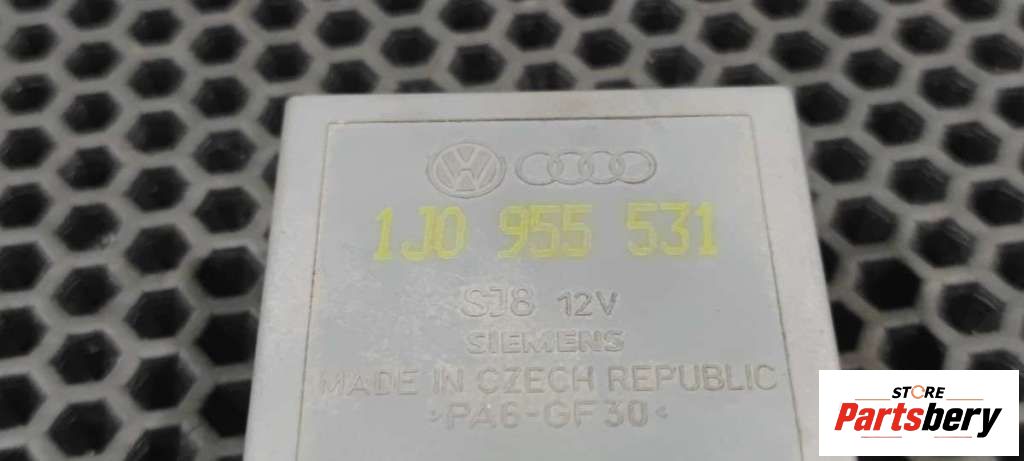 1J0 955 531
SJ8 12V
SIEMENS
MADE IN CZECH REPUBLIC
>PA6-GF30<
STORE
Partsbery